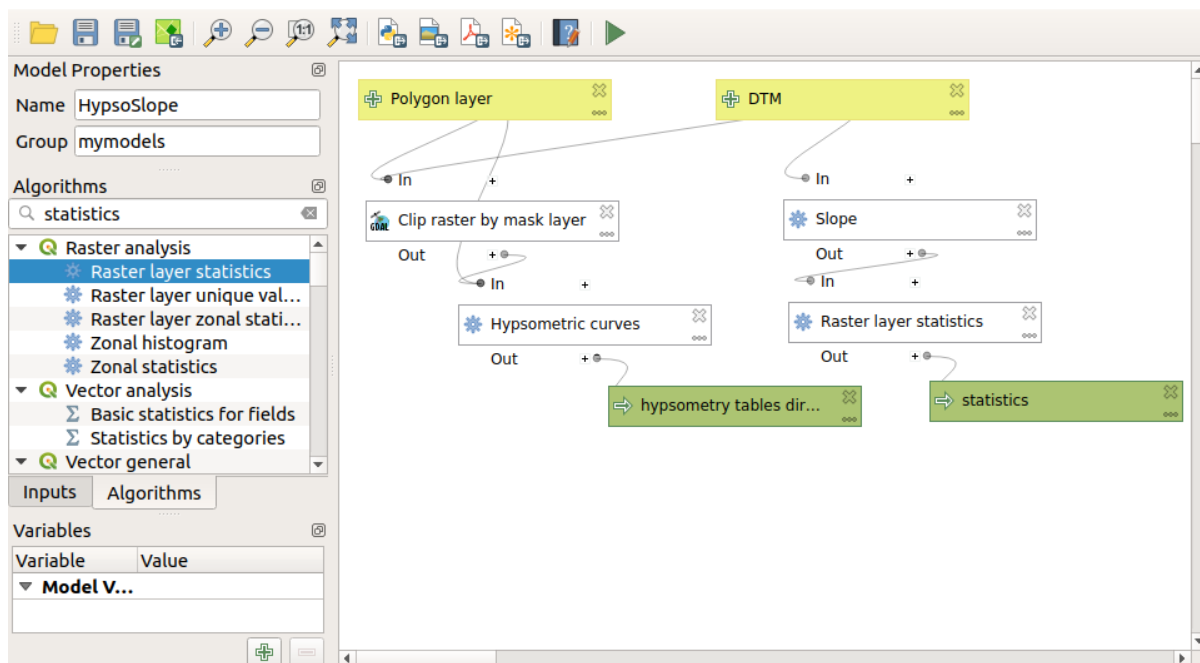 1:1
Model Properties
Name HypsoSlope
Group mymodels
Algorithms
statistics
Raster analysis
Raster layer statistics
Raster layer unique val...
Raster layer zonal stati...
Zonal histogram
Zonal statistics
Vector analysis
Basic statistics for fields
Statistics by categories
Vector general
Inputs Algorithms
Variables
Variable Value
Model V...
Polygon layer
DTM
In
In
GDAL Clip raster by mask layer
Slope
Out
Out
In
In
Hypsometric curves
Raster layer statistics
Out
Out
hypsometry tables dir...
statistics